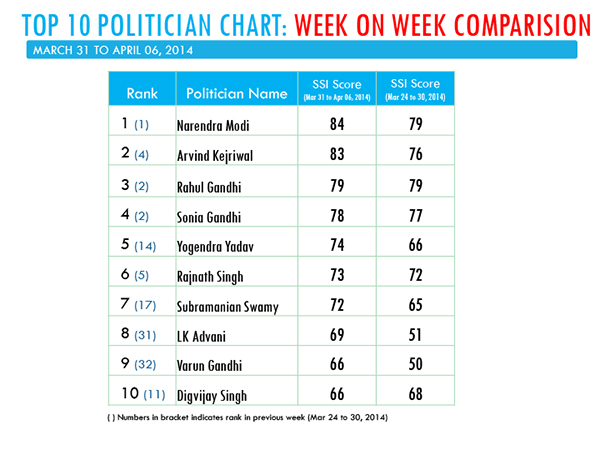 TOP 10 POLITICIAN CHART: WEEK ON WEEK COMPARISION
MARCH 31 TO APRIL 06, 2014
Rank Politician Name SSI Score (Mar 31 to Apr 06, 2014) SSI Score (Mar 24 to 30, 2014)
1 (1) Narendra Modi 84 79
2 (4) Arvind Kejriwal 83 76
3 (2) Rahul Gandhi 79 79
4 (2) Sonia Gandhi 78 77
5 (14) Yogendra Yadav 74 66
6 (5) Rajnath Singh 73 72
7 (17) Subramanian Swamy 72 65
8 (31) LK Advani 69 51
9 (32) Varun Gandhi 66 50
10 (11) Digvijay Singh 66 68
( ) Numbers in bracket indicates rank in previous week (Mar 24 to 30, 2014)